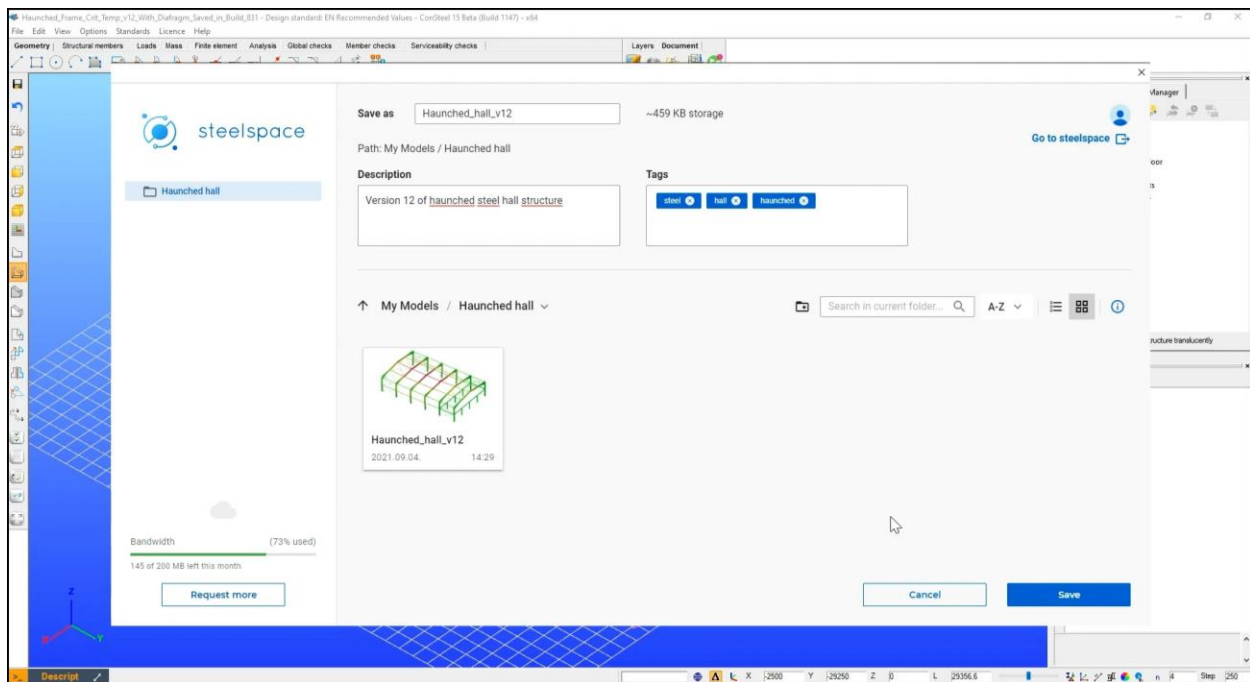 Haunched_Frame_Crit_Temp_v12_With_Diafragm_Saved_in_Build_831 - Design standard: EN Recommended Values - ConSteel 15 Beta (Build 1147) - x64
File Edit View Options Standards Licence Help
Geometry Structural members Loads Mass Finite element Analysis Global checks Member checks Serviceability checks Layers Document
Manager
steelspace
Save as Haunched_hall_v12 ~459 KB storage
Go to steelspace
Path: My Models / Haunched hall
Description Tags
Haunched hall
Version 12 of haunched steel hall structure
steel hall haunched
My Models / Haunched hall
Search in current folder... A-Z
ructure translucently
Haunched_hall_v12
2021.09.04. 14:29
Bandwidth (73% used)
145 of 200 MB left this month
Request more
Cancel Save
Z
X Y
Descript X -2500 Y -29250 Z 0 L 29356.6 n 4 Step 250